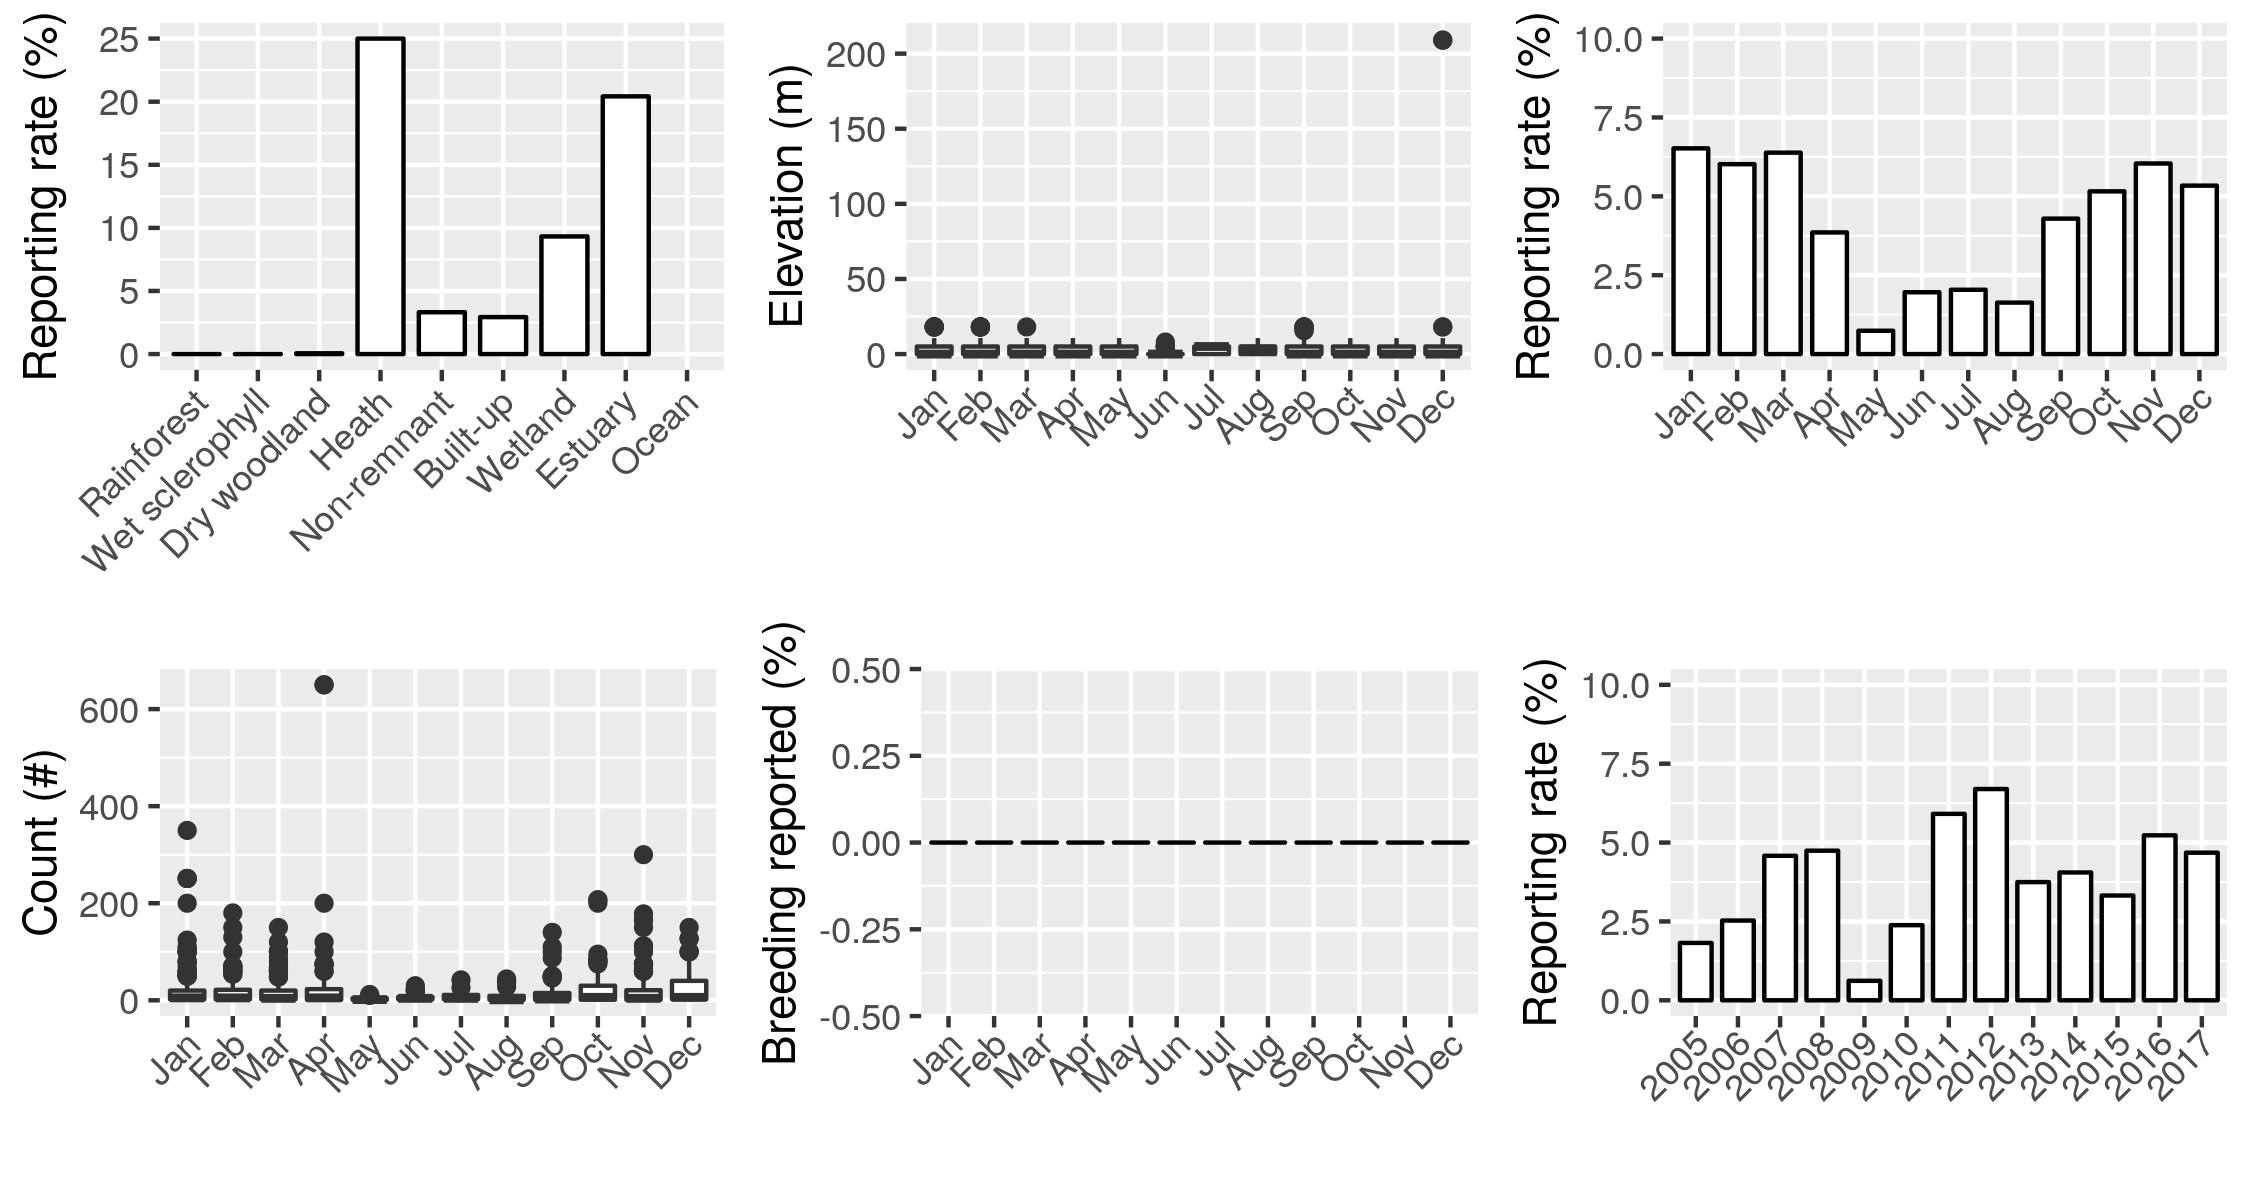 Reporting rate (%)
25
20
15
10
5
0
Rainforest
Wet sclerophyll
Dry woodland
Heath
Non-remnant
Built-up
Wetland
Estuary
Ocean
Elevation (m)
200
150
100
50
0
Jan
Feb
Mar
Apr
May
Jun
Jul
Aug
Sep
Oct
Nov
Dec
Reporting rate (%)
10.0
7.5
5.0
2.5
0.0
Jan
Feb
Mar
Apr
May
Jun
Jul
Aug
Sep
Oct
Nov
Dec
Count (#)
600
400
200
0
Jan
Feb
Mar
Apr
May
Jun
Jul
Aug
Sep
Oct
Nov
Dec
Breeding reported (%)
0.50
0.25
0.00
-0.25
-0.50
Jan
Feb
Mar
Apr
May
Jun
Jul
Aug
Sep
Oct
Nov
Dec
Reporting rate (%)
10.0
7.5
5.0
2.5
0.0
2005
2006
2007
2008
2009
2010
2011
2012
2013
2014
2015
2016
2017